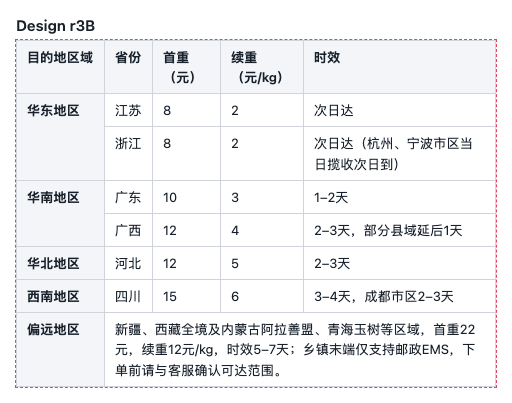 Design r3B
目的地区域 省份 首重 续重 时效
（元） （元/kg）
华东地区 江苏 8 2 次日达
浙江 8 2 次日达（杭州、宁波市区当
日揽收次日到）
华南地区 广东 10 3 1–2天
广西 12 4 2–3天，部分县域延后1天
华北地区 河北 12 5 2–3天
西南地区 四川 15 6 3–4天，成都市区2–3天
偏远地区 新疆、西藏全境及内蒙古阿拉善盟、青海玉树等区域，首重22
元，续重12元/kg，时效5–7天；乡镇末端仅支持邮政EMS，下
单前请与客服确认可达范围。